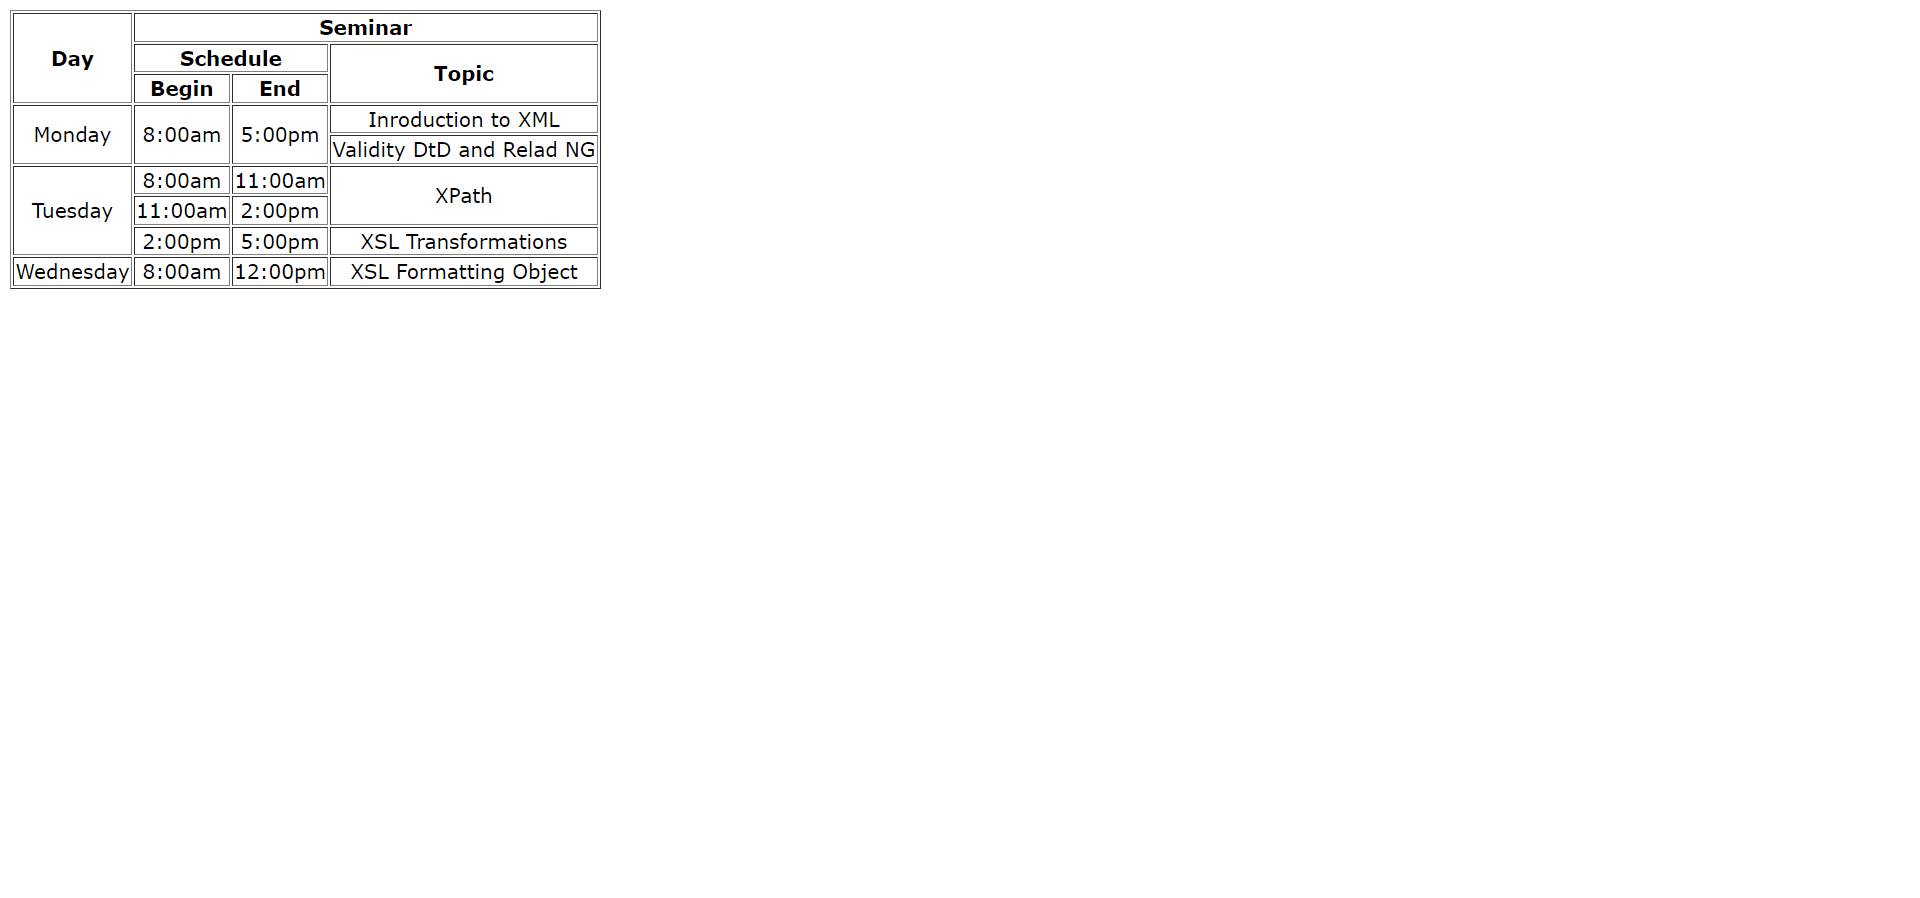 Day Seminar
Schedule Topic
Begin End
Monday 8:00am 5:00pm Inroduction to XML
Validity DtD and Relad NG
Tuesday 8:00am 11:00am XPath
11:00am 2:00pm
2:00pm 5:00pm XSL Transformations
Wednesday 8:00am 12:00pm XSL Formatting Object